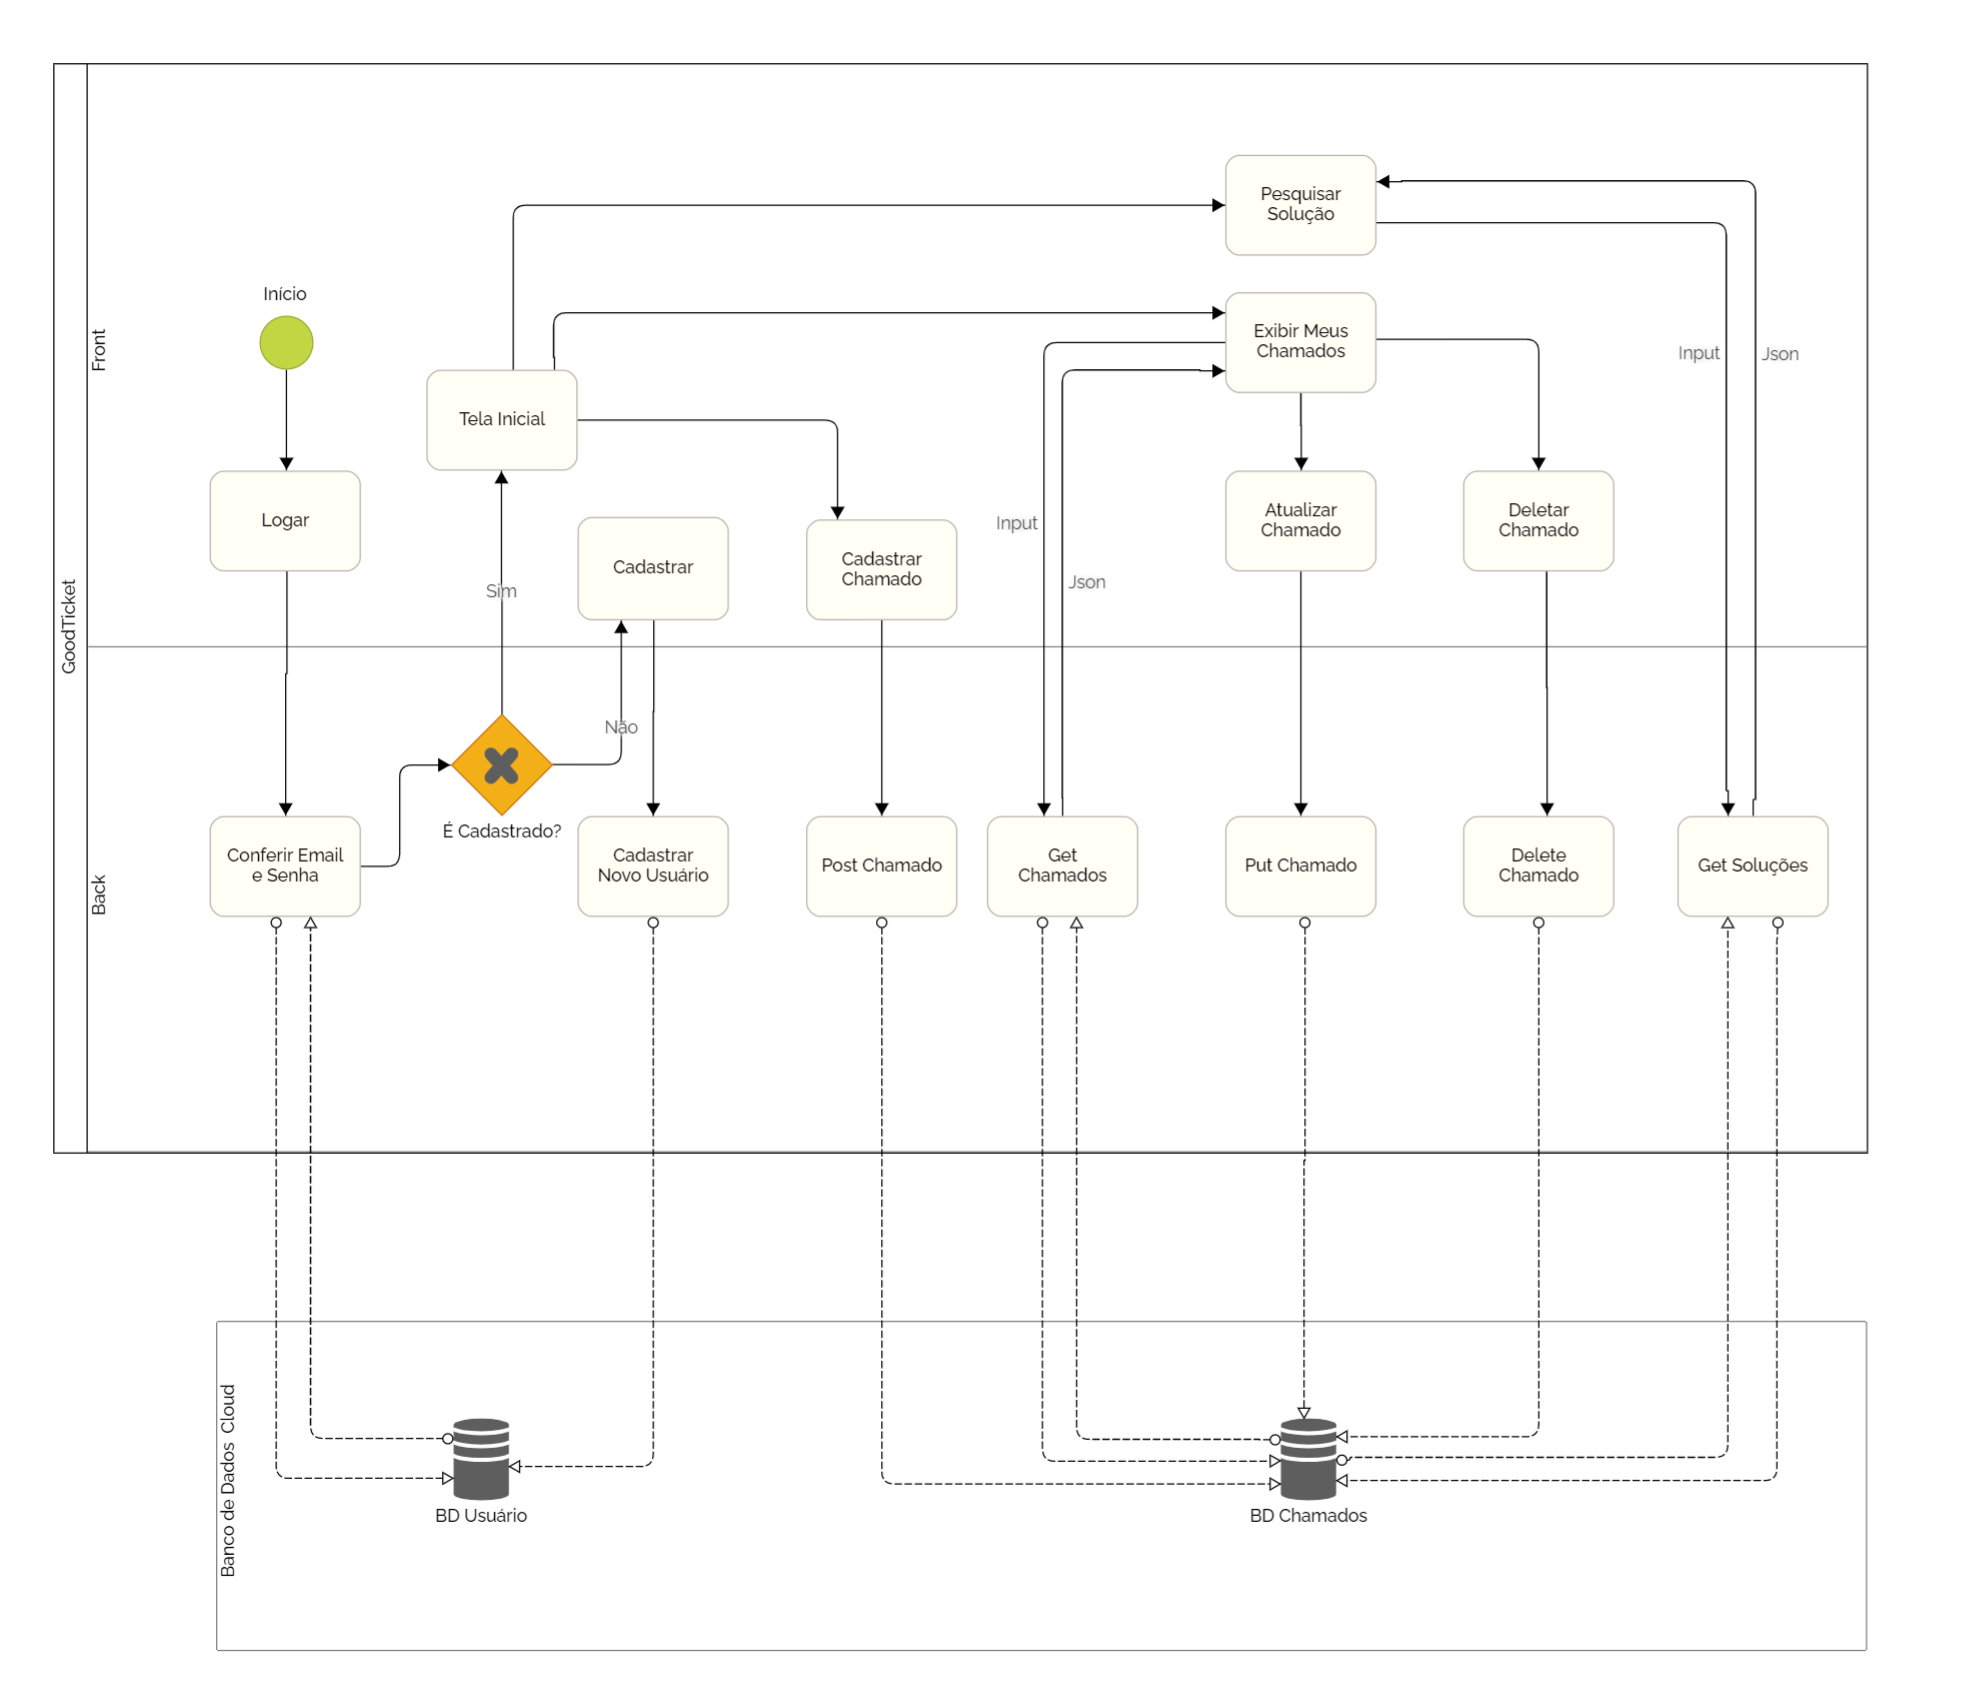 GoodTicket
Front
Início
Pesquisar
Solução
Exibir Meus
Chamados
Input
Json
Tela Inicial
Logar
Cadastrar
Cadastrar
Chamado
Input
Json
Atualizar
Chamado
Deletar
Chamado
Sim
Não
Back
É Cadastrado?
Conferir Email
e Senha
Cadastrar
Novo Usuário
Post Chamado
Get
Chamados
Put Chamado
Delete
Chamado
Get Soluções
Banco de Dados Cloud
BD Usuário
BD Chamados